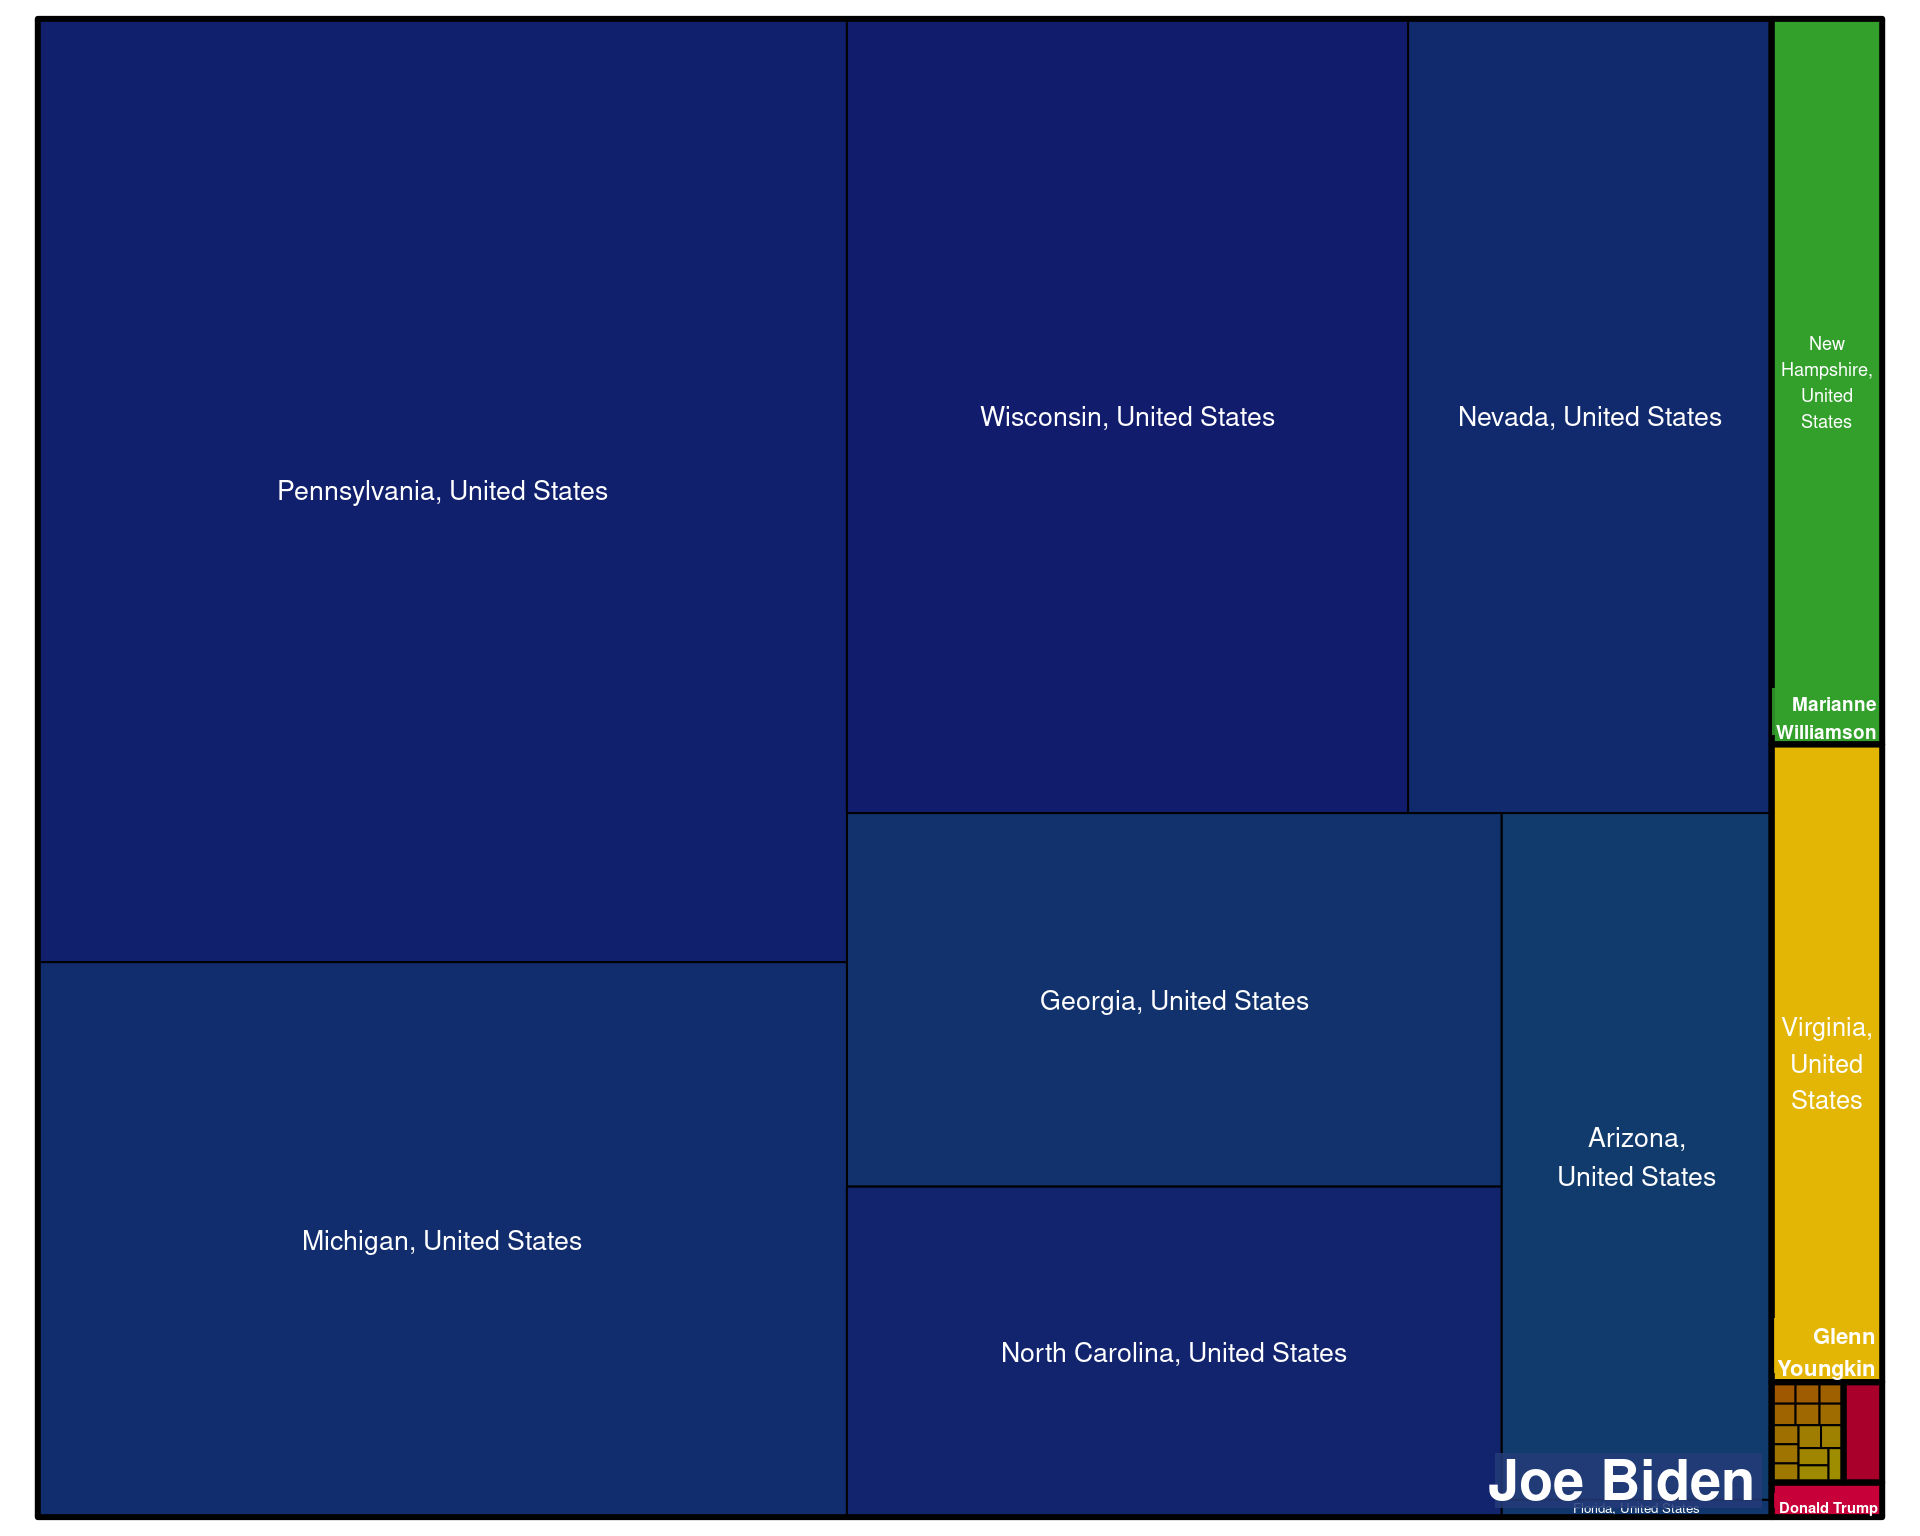 Pennsylvania, United States
Wisconsin, United States
Nevada, United States
New
Hampshire,
United
States
Marianne
Williamson
Michigan, United States
Georgia, United States
North Carolina, United States
Arizona,
United States
Virginia,
United
States
Glenn
Youngkin
Joe Biden
Florida, United States
Donald Trump